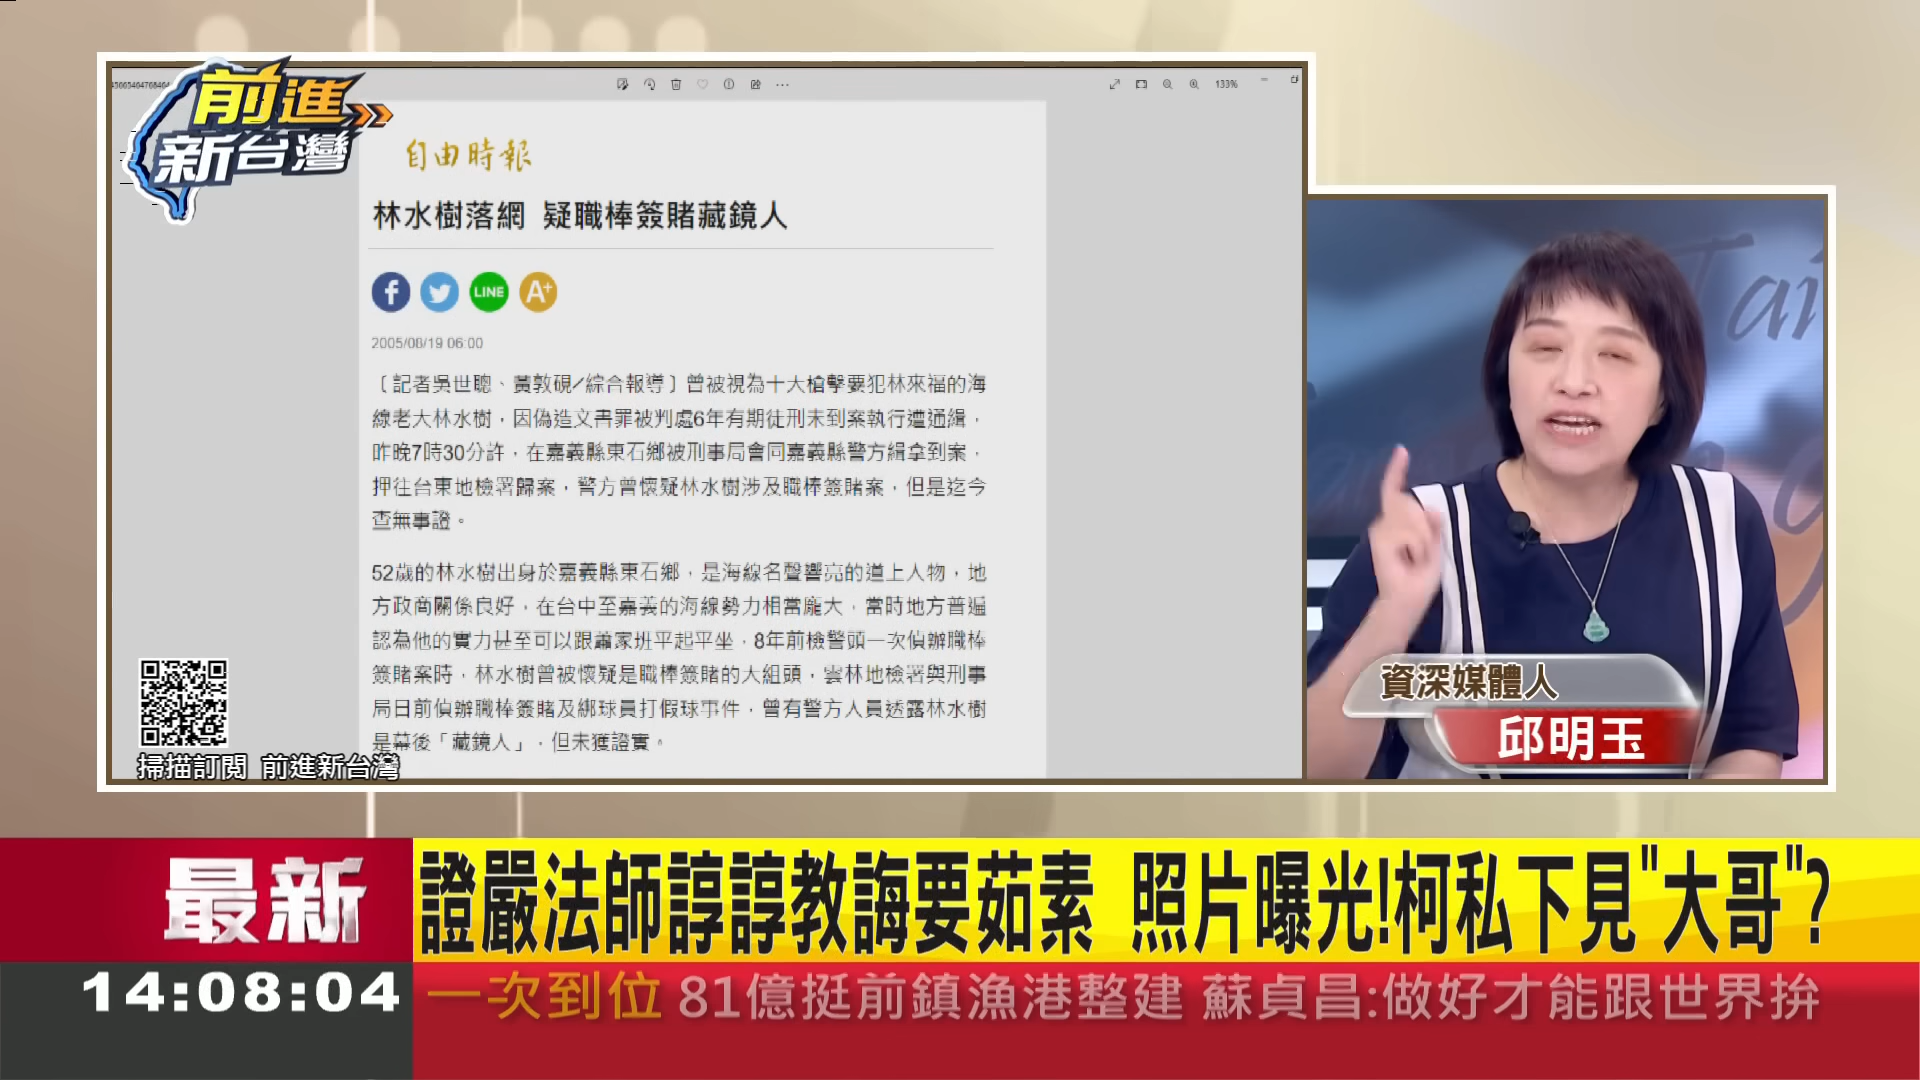 前進
新台灣
133%
自由時報
林水樹落網 疑職棒簽賭藏鏡人
f
LINE
A+
2005/08/19 06:00
〔記者吳世聰、黃敦硯/綜合報導〕曾被視為十大槍擊要犯林來福的海
線老大林水樹,因偽造文書罪被判處6年有期徒刑未到案執行遭通緝,
昨晚7時30分許,在嘉義縣東石鄉被刑事局會同嘉義縣警方緝拿到案,
押往台東地檢署歸案,警方曾懷疑林水樹涉及職棒簽賭案,但是迄今
查無事證。
52歲的林水樹出身於嘉義縣東石鄉,是海線名聲響亮的道上人物,地
方政商關係良好,在台中至嘉義的海線勢力相當龐大,當時地方普遍
認為他的實力甚至可以跟蕭家班平起平坐,8年前檢警頭一次偵辦職棒
簽賭案時,林水樹曾被懷疑是職棒簽賭的大組頭,雲林地檢署與刑事
局日前偵辦職棒簽賭及綁球員打假球事件,曾有警方人員透露林水樹
是幕後「藏鏡人」,但未獲證實。
掃描訂閱 前進新台灣
資深媒體人
邱明玉
最新
證嚴法師諄諄教誨要茹素 照片曝光!柯私下見"大哥"?
14:08:04
一次到位 81億挺前鎮漁港整建 蘇貞昌:做好才能跟世界拚